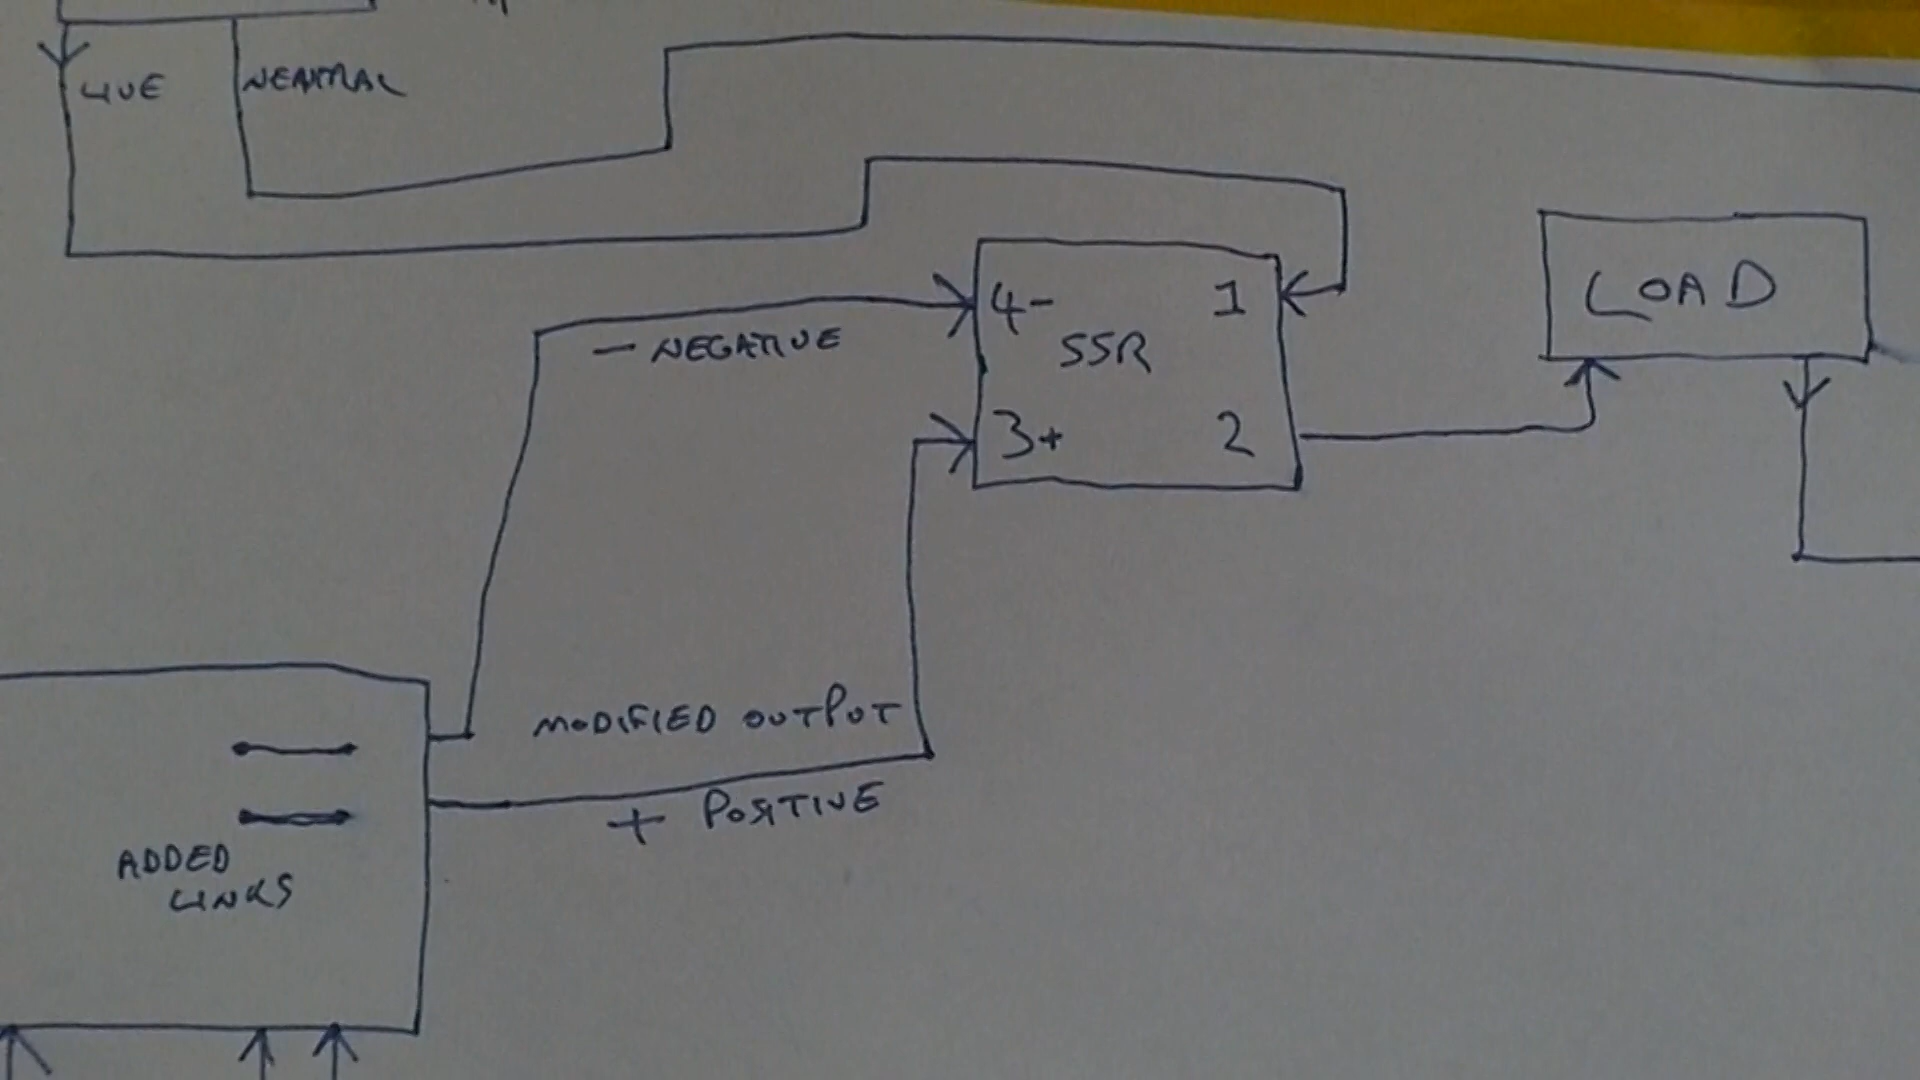 LIVE
NEUTRAL
4- 1
SSR
3+ 2
LOAD
- NEGATIVE
MODIFIED OUTPUT
+ POSITIVE
ADDED
LINKS